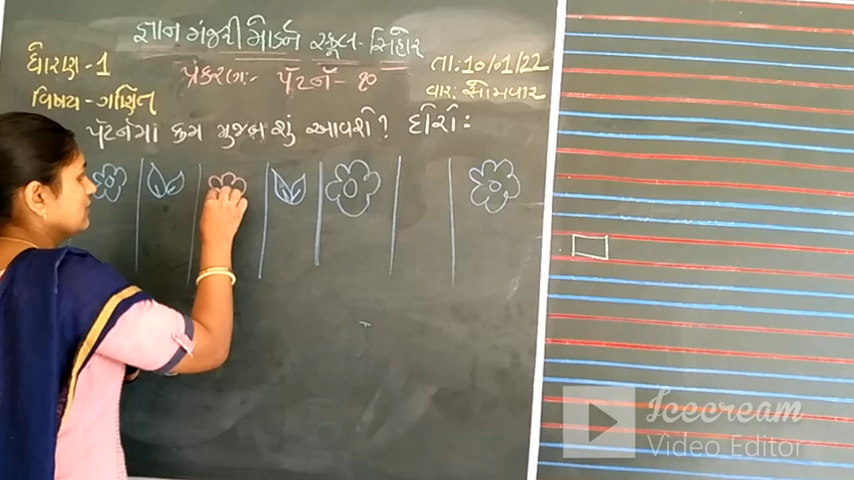 જ્ઞાન મંજરી મોડર્ન સ્કૂલ - સિહોર
ધોરણ - 1
પ્રકરણ :- પૅટર્ન - ૧૦
તા : 10/1/22
વિષય - ગણિત
વાર : સોમવાર
પૅટર્નમાં ક્રમ મુજબ શું આવશે ? દોરો :
Icecream
Video Editor